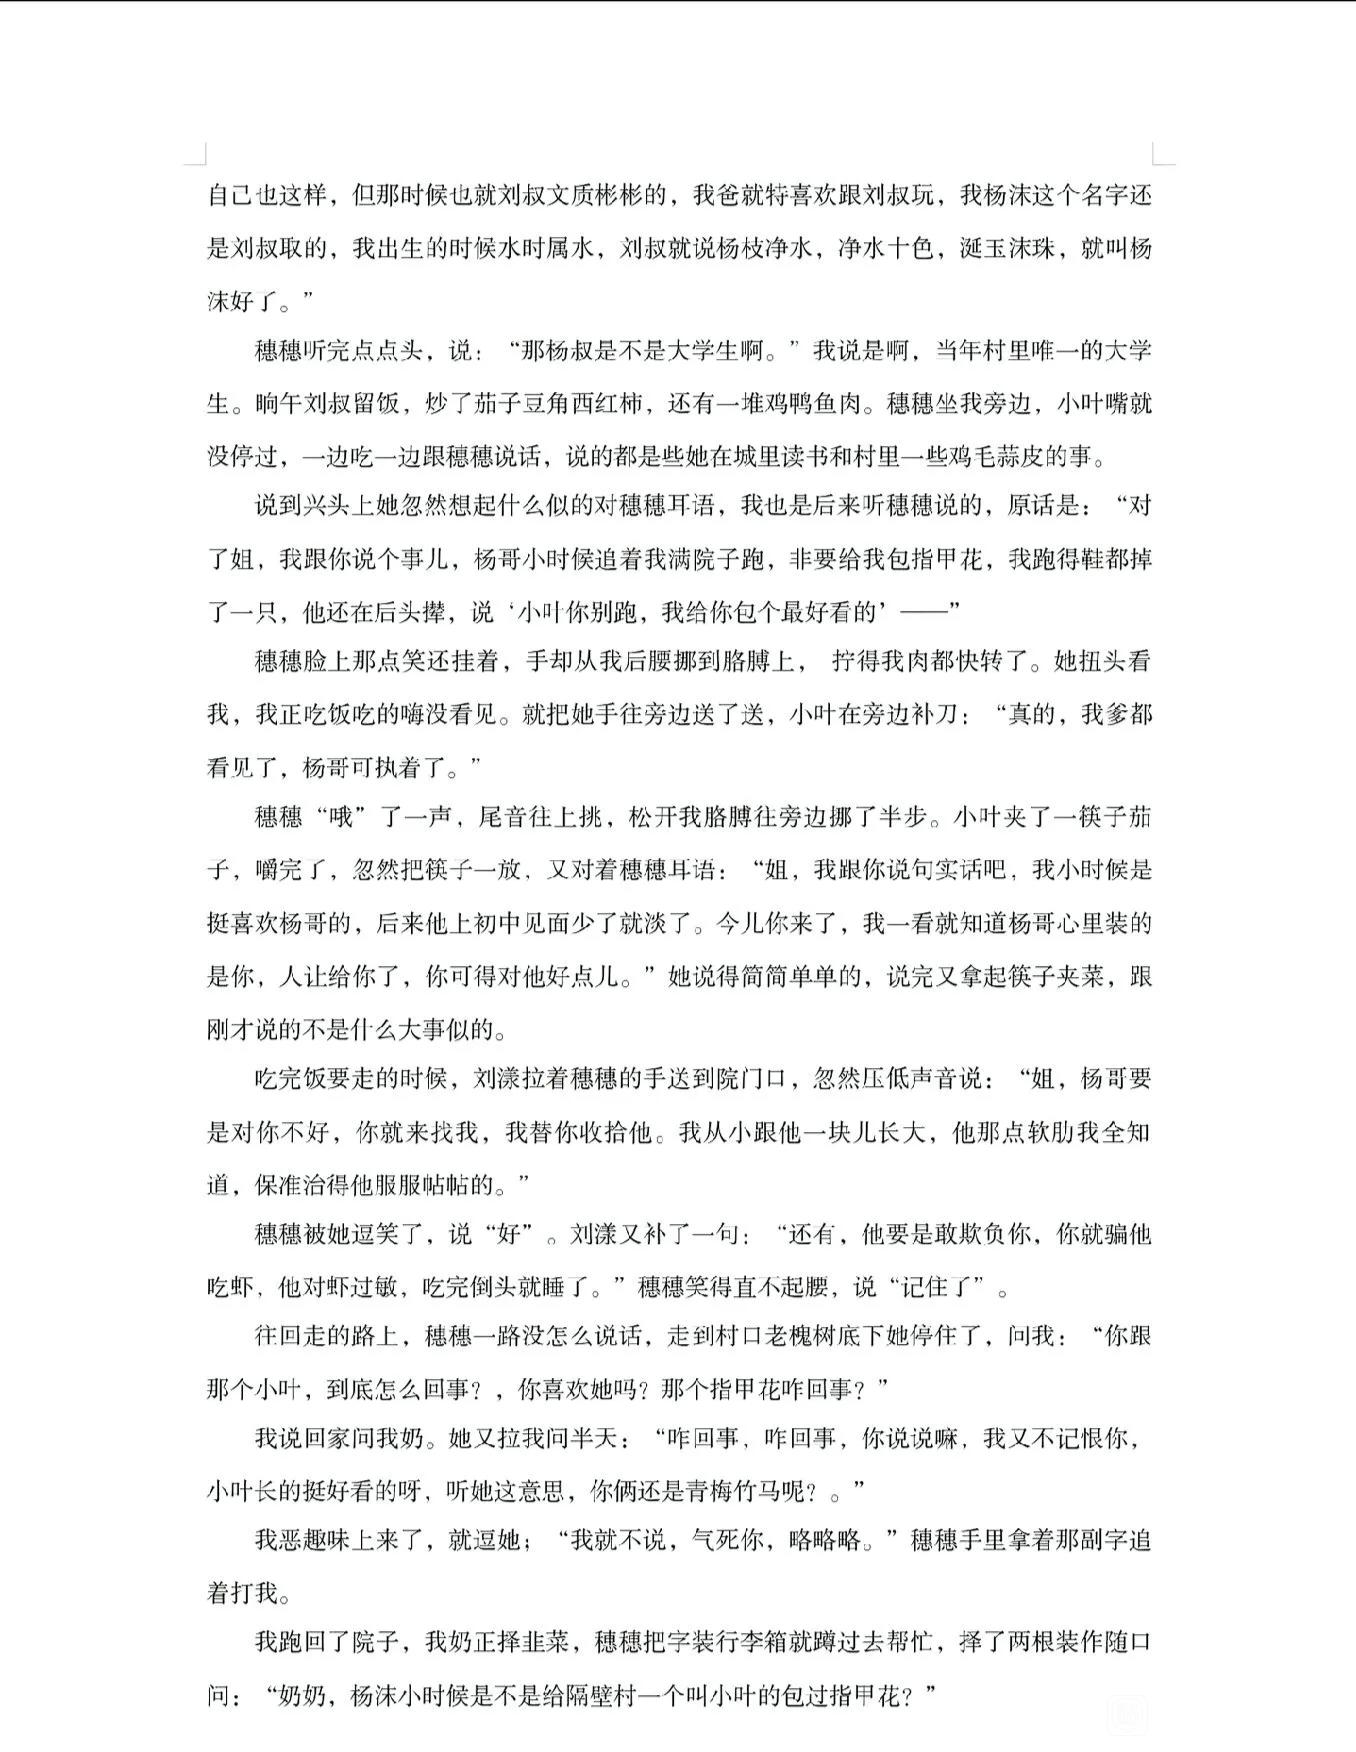 自己也这样，但那时候也就刘叔文质彬彬的，我爸就特喜欢跟刘叔玩，我杨沫这个名字还
是刘叔取的，我出生的时候水时属水，刘叔就说杨枝净水，净水十色，涎玉沫珠，就叫杨
沫好了。”
穗穗听完点点头，说：“那杨叔是不是大学生啊。”我说是啊，当年村里唯一的大学
生。晌午刘叔留饭，炒了茄子豆角西红柿，还有一堆鸡鸭鱼肉。穗穗坐我旁边，小叶嘴就
没停过，一边吃一边跟穗穗说话，说的都是些她在城里读书和村里一些鸡毛蒜皮的事。
说到兴头上她忽然想起什么似的对穗穗耳语，我也是后来听穗穗说的，原话是：“对
了姐，我跟你说个事儿，杨哥小时候追着我满院子跑，非要给我包指甲花，我跑得鞋都掉
了一只，他还在后头撵，说‘小叶你别跑，我给你包个最好看的’——”
穗穗脸上那点笑还挂着，手却从我后腰挪到胳膊上， 拧得我肉都快转了。她扭头看
我，我正吃饭吃的嗨没看见。就把她手往旁边送了送，小叶在旁边补刀：“真的，我爹都
看见了，杨哥可执着了。”
穗穗“哦”了一声，尾音往上挑，松开我胳膊往旁边挪了半步。小叶夹了一筷子茄
子，嚼完了，忽然把筷子一放，又对着穗穗耳语：“姐，我跟你说句实话吧，我小时候是
挺喜欢杨哥的，后来他上初中见面少了就淡了。今儿你来了，我一看就知道杨哥心里装的
是你，人让给你了，你可得对他好点儿。”她说得简简单单的，说完又拿起筷子夹菜，跟
刚才说的不是什么大事似的。
吃完饭要走的时候，刘漾拉着穗穗的手送到院门口，忽然压低声音说：“姐，杨哥要
是对你不好，你就来找我，我替你收拾他。我从小跟他一块儿长大，他那点软肋我全知
道，保准治得他服服帖帖的。”
穗穗被她逗笑了，说“好”。刘漾又补了一句：“还有，他要是敢欺负你，你就骗他
吃虾，他对虾过敏，吃完倒头就睡了。”穗穗笑得直不起腰，说“记住了”。
往回走的路上，穗穗一路没怎么说话，走到村口老槐树底下她停住了，问我：“你跟
那个小叶，到底怎么回事？，你喜欢她吗？那个指甲花咋回事？”
我说回家问我奶。她又拉我问半天：“咋回事，咋回事，你说说嘛，我又不记恨你，
小叶长的挺好看的呀，听她这意思，你俩还是青梅竹马呢？。”
我恶趣味上来了，就逗她；“我就不说，气死你，略略略。”穗穗手里拿着那副字追
着打我。
我跑回了院子，我奶正择韭菜，穗穗把字装行李箱就蹲过去帮忙，择了两根装作随口
问：“奶奶，杨沫小时候是不是给隔壁村一个叫小叶的包过指甲花？”